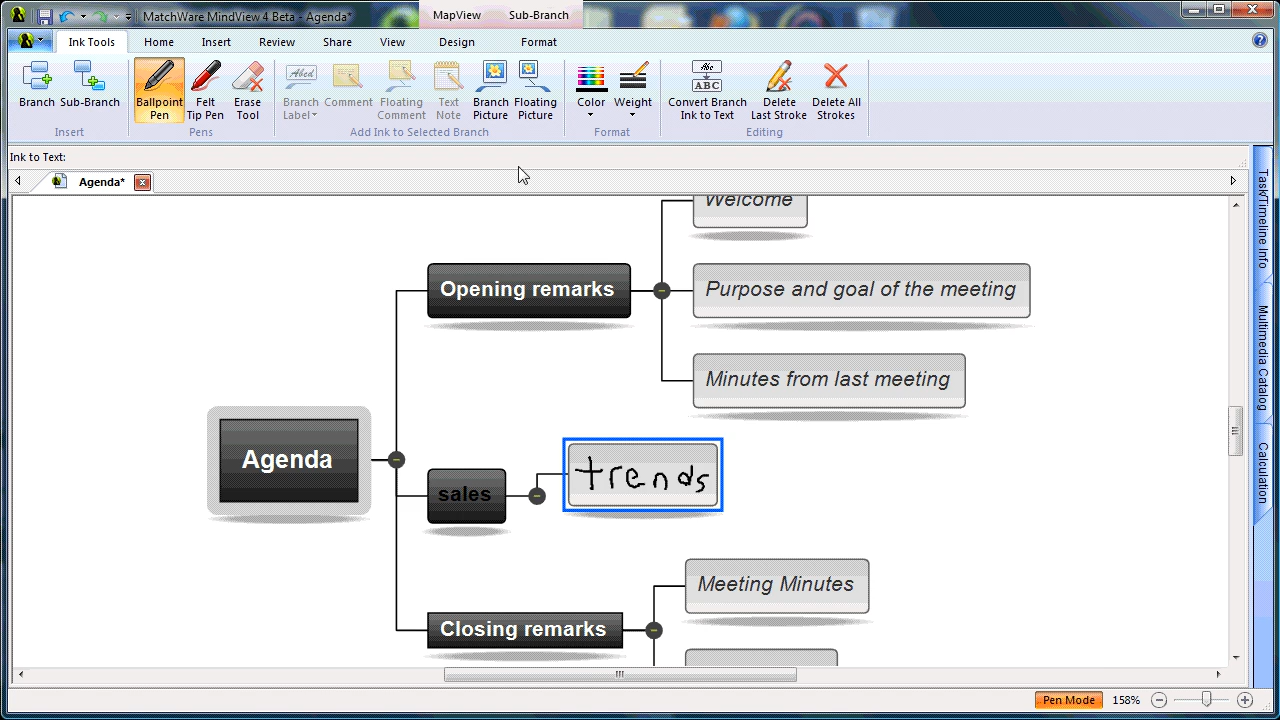 MatchWare MindView 4 Beta - Agenda*
MapView Sub-Branch
Ink Tools Home Insert Review Share View Design Format
Branch Sub-Branch Ballpoint Pen Felt Tip Pen Erase Tool Branch Label Comment Floating Comment Text Note Branch Picture Floating Picture Color Weight Convert Branch Ink to Text Delete Last Stroke Delete All Strokes
Abc
Abc
ABC
Insert Pens Add Ink to Selected Branch Format Editing
Ink to Text:
Agenda*
Welcome
Opening remarks
Purpose and goal of the meeting
Minutes from last meeting
Agenda
sales
trends
Meeting Minutes
Closing remarks
Task/Timeline Info
Multimedia Catalog
Calculation
Pen Mode 158%